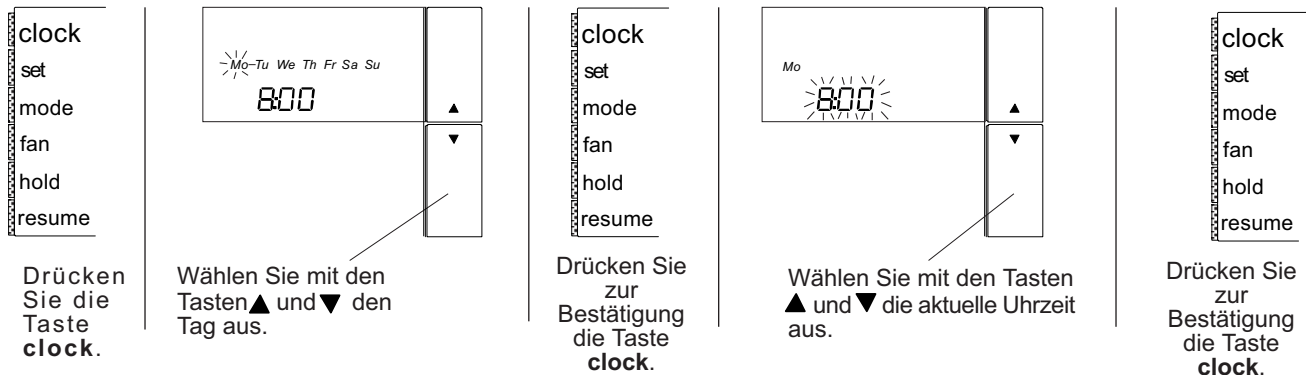 clock
set
mode
fan
hold
resume
Drücken
Sie die
Taste
clock.
Mo Tu We Th Fr Sa Su
8:00
▲
▼
Wählen Sie mit den
Tasten ▲ und ▼ den
Tag aus.
clock
set
mode
fan
hold
resume
Drücken Sie
zur
Bestätigung
die Taste
clock.
Mo
8:00
▲
▼
Wählen Sie mit den Tasten
▲ und ▼ die aktuelle Uhrzeit
aus.
clock
set
mode
fan
hold
resume
Drücken Sie
zur
Bestätigung
die Taste
clock.